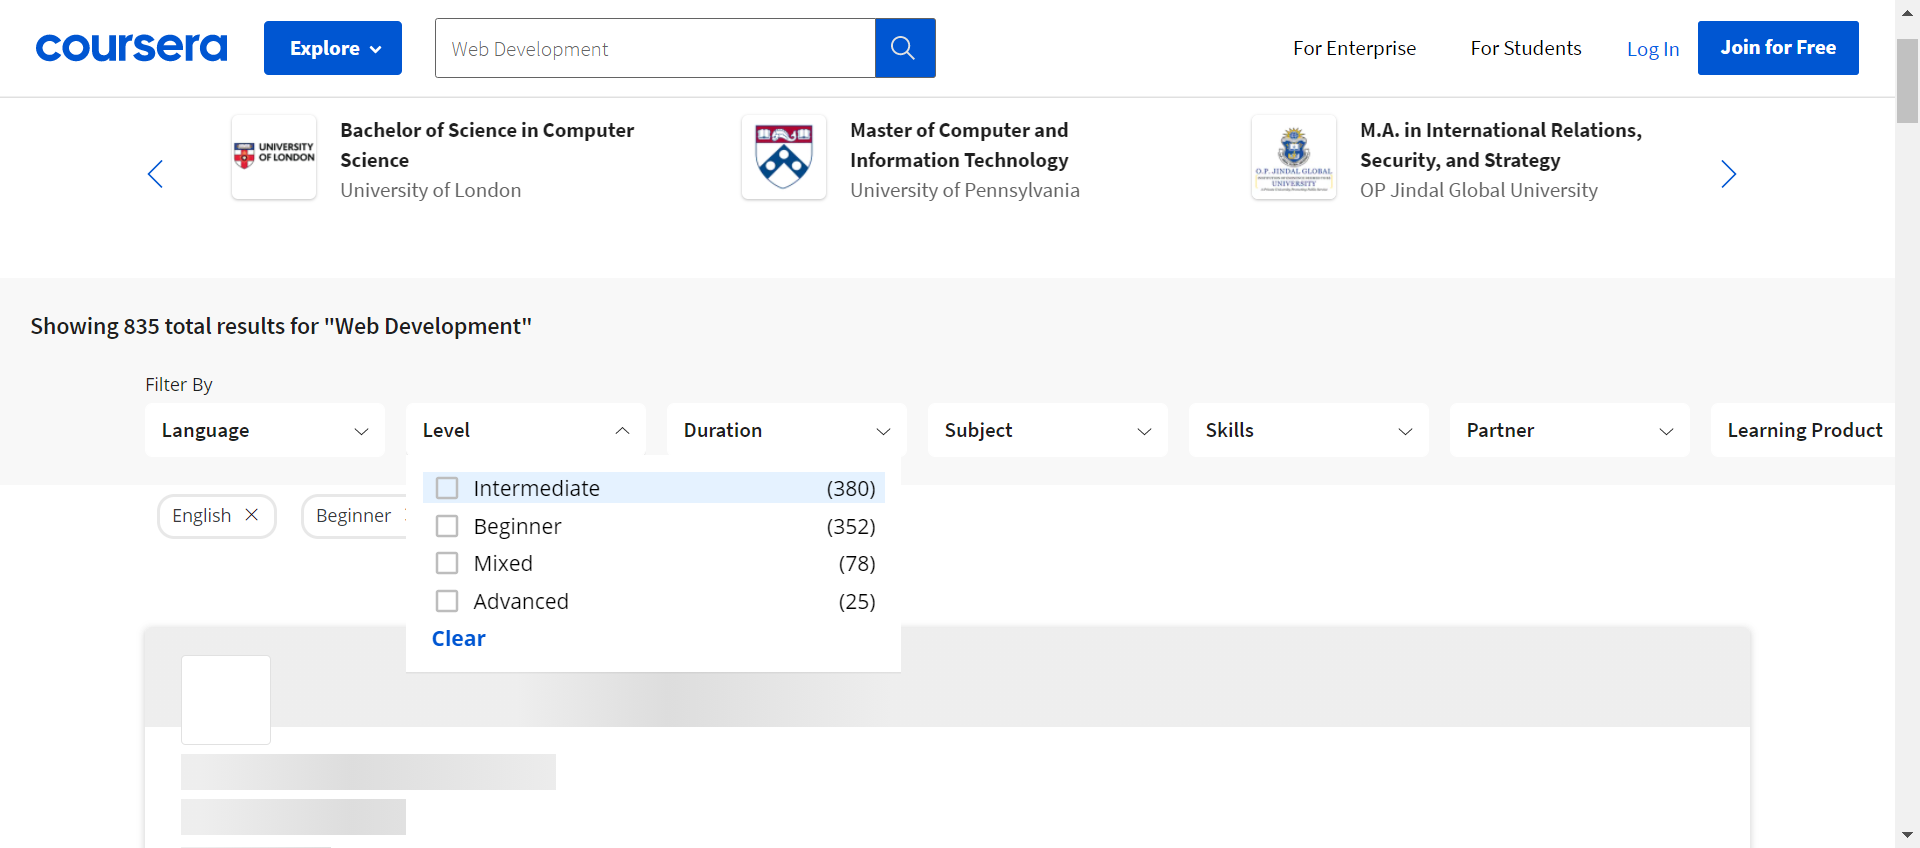 coursera
Explore
Web Development
For Enterprise
For Students
Log In
Join for Free
UNIVERSITY
OF LONDON
Bachelor of Science in Computer
Science
University of London
Master of Computer and
Information Technology
University of Pennsylvania
O.P. JINDAL GLOBAL
UNIVERSITY
M.A. in International Relations,
Security, and Strategy
OP Jindal Global University
Showing 835 total results for "Web Development"
Filter By
Language
Level
Duration
Subject
Skills
Partner
Learning Product
Intermediate (380)
Beginner (352)
Mixed (78)
Advanced (25)
Clear
English
Beginner